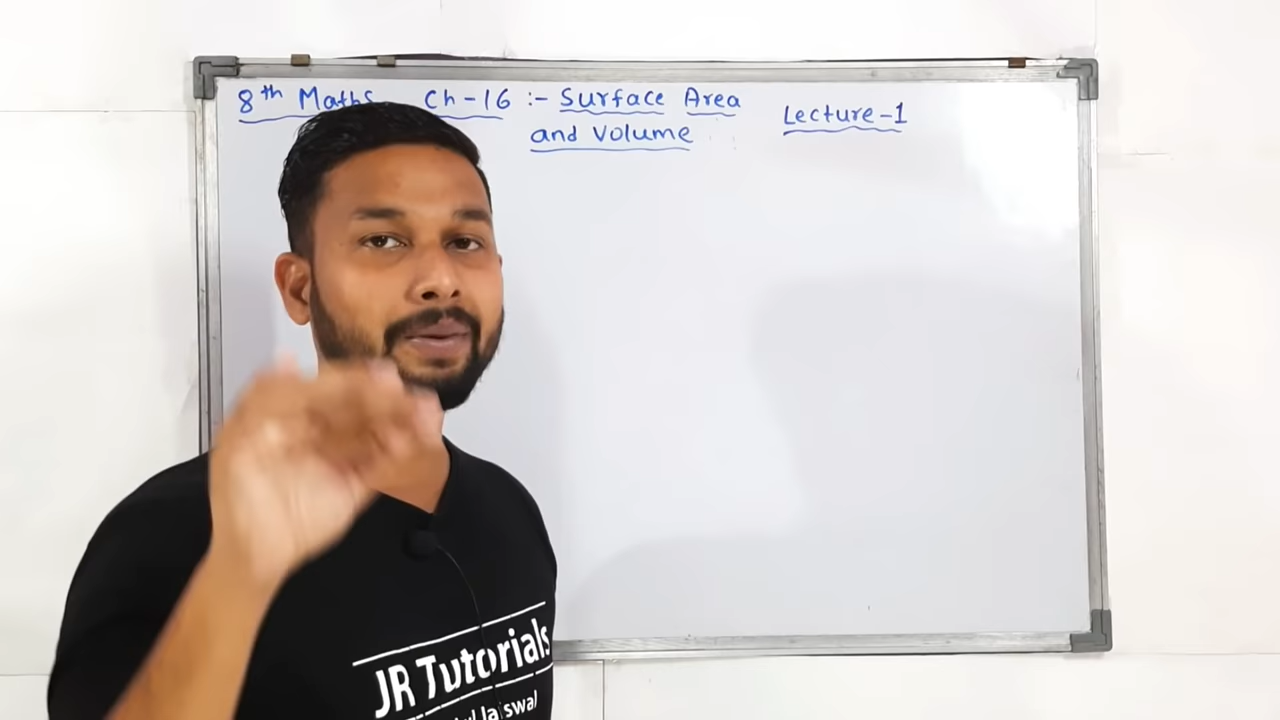 8th Maths Ch-16 :- Surface Area
and Volume
Lecture-1
JR Tutorials